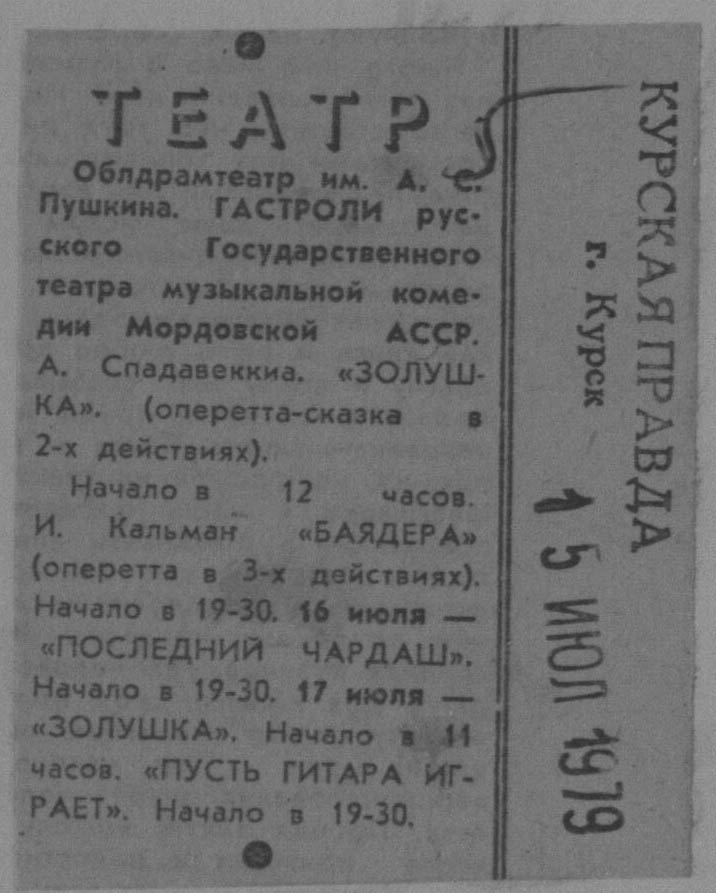 ТЕАТР
Облдрамтеатр им. А. С.
Пушкина. ГАСТРОЛИ рус-
ского Государственного
театра музыкальной коме-
дии Мордовской АССР.
А. Спадавеккиа. «ЗОЛУШ-
КА». (оперетта-сказка в
2-х действиях).
Начало в 12 часов.
И. Кальман «БАЯДЕРА»
(оперетта в 3-х действиях).
Начало в 19-30. 16 июля —
«ПОСЛЕДНИЙ ЧАРДАШ».
Начало в 19-30. 17 июля —
«ЗОЛУШКА». Начало в 11
часов. «ПУСТЬ ГИТАРА ИГ-
РАЕТ». Начало в 19-30.
КУРСКАЯ ПРАВДА
г. Курск
15 ИЮЛ 1979